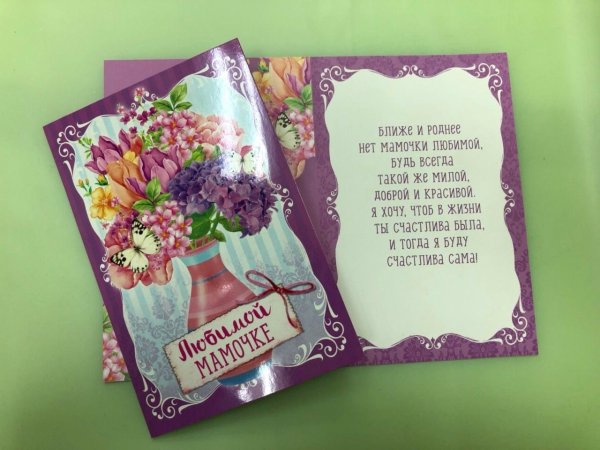 Любимой
МАМОЧКЕ
БЛИЖЕ И РОДНЕЕ
НЕТ МАМОЧКИ ЛЮБИМОЙ,
БУДЬ ВСЕГДА
ТАКОЙ ЖЕ МИЛОЙ,
ДОБРОЙ И КРАСИВОЙ.
Я ХОЧУ, ЧТОБ В ЖИЗНИ
ТЫ СЧАСТЛИВА БЫЛА,
И ТОГДА Я БУДУ
СЧАСТЛИВА САМА!